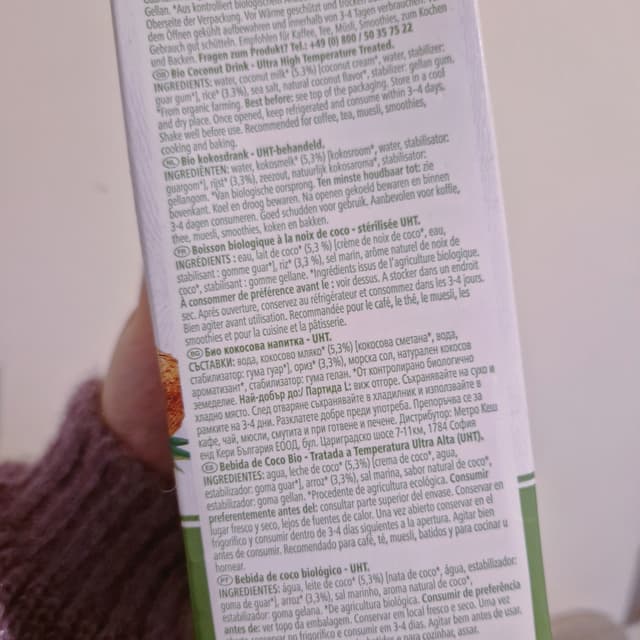 Gellan. *Aus kontrolliert biologischem
Obeseite der Verpackung. Vor Wärme geschützt und trocken
dem Öffnen gekühlt aufbewahren und innerhalb von 3-4 Tagen verbrauchen.
Gebrauch gut schütteln. Empfohlen für Kaffee, Tee, Müsli, Smoothies, zum Kochen
und Backen. Fragen zum Produkt? Tel.: +49 (0) 800 / 50 35 75 22
Bio Coconut Drink - Ultra High Temperature Treated.
INGREDIENTS: water, coconut milk* (5,3%) [coconut cream*, water, stabilizer:
guar gum*], rice* (3,3%), sea salt, natural coconut flavor*, stabilizer: gellan gum.
*From organic farming. Best before: see top of the packaging. Store in a cool
and dry place. Once opened, keep refrigerated and consume within 3-4 days.
Shake well before use. Recommended for coffee, tea, muesli, smoothies,
cooking and baking.
Bio kokosdrank - UHT-behandeld.
INGREDIËNTEN: water, kokosmelk* (5,3%) [kokosroom*, water, stabilisator:
guargom*], rijst* (3,3%), zeezout, natuurlijk kokosaroma*, stabilisator:
gellangom. *Van biologische oorsprong. Ten minste houdbaar tot: zie
bovenkant. Koel en droog bewaren. Na openen gekoeld bewaren en binnen
3-4 dagen consumeren. Goed schudden voor gebruik. Aanbevolen voor koffie,
thee, muesli, smoothies, koken en bakken.
FR Boisson biologique à la noix de coco - stérilisée UHT.
INGRÉDIENTS : eau, lait de coco* (5,3 %) [crème de noix de coco*, eau,
stabilisant : gomme guar*], riz* (3,3 %), sel marin, arôme naturel de noix de
coco*, stabilisant : gomme gellane. *Ingrédients issus de l'agriculture biologique.
À consommer de préférence avant le : voir dessus. A stocker dans un endroit
sec. Après ouverture, conservez au réfrigérateur et consommez dans les 3-4 jours.
Bien agiter avant utilisation. Recommandée pour le café, le thé, le muesli, les
smoothies et pour la cuisine et la pâtisserie.
BG Био кокосова напитка - UHT.
СЪСТАВКИ: вода, кокосово мляко* (5,3%) [кокосова сметана*, вода,
стабилизатор: гума гуар*], ориз* (3,3%), морска сол, натурален кокосов
ароматизант*, стабилизатор: гума гелан. *От контролирано биологично
земеделие. Най-добър до:/ Партида L: виж отгоре. Съхранявайте на сухо и
хладно място. След отваряне съхранявайте в хладилник и използвайте в
рамките на 3-4 дни. Разклатете добре преди употреба. Препоръчва се за
кафе, чай, мюсли, смутита и при готвене и печене. Дистрибутор: Метро Кеш
енд Кери България ЕООД, бул. Цариградско шосе 7-11км, 1784 София
ES Bebida de Coco Bio - Tratada a Temperatura Ultra Alta (UHT).
INGREDIENTES: agua, leche de coco* (5,3%) [crema de coco*, agua,
estabilizador: goma guar*], arroz* (3,3%), sal marina, sabor natural de coco*,
estabilizador: goma gellan. *Procedente de agricultura ecológica. Consumir
preferentemente antes del: consultar parte superior del envase. Conservar en
lugar fresco y seco, lejos de fuentes de calor. Una vez abierto conservar en el
frigorífico y consumir dentro de 3-4 días siguientes a la apertura. Agitar bien
antes de consumir. Recomendado para café, té, muesli, batidos y para cocinar u
hornear.
PT Bebida de coco biológico - UHT.
INGREDIENTES: água, leite de coco* (5,3%) [nata de coco*, água, estabilizador:
goma de guar*], arroz* (3,3%), sal marinho, aroma natural de coco*,
estabilizador: goma gelana. *De agricultura biológica. Consumir de preferência
antes de: ver topo da embalagem. Conservar em local fresco e seco. Uma vez
no frigorífico e consumir em 3-4 dias. Agitar bem antes de usar.
muesli, batidos, para cozinhar, assar.